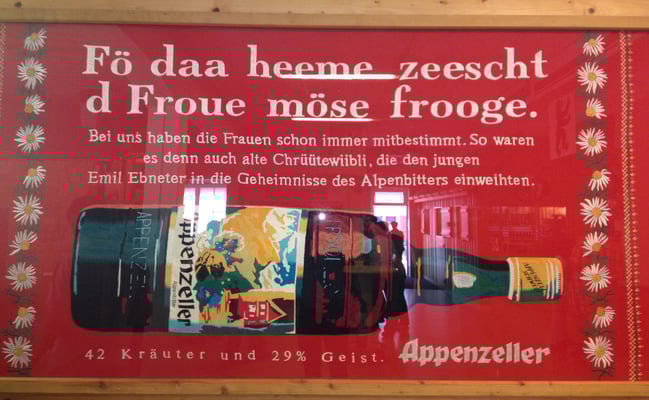 Fö daa heeme zeescht
d Froue möse frooge.
Bei uns haben die Frauen schon immer mitbestimmt. So waren
es denn auch alte Chrüütewiibli, die den jungen
Emil Ebneter in die Geheimnisse des Alpenbitters einweihten.
APPENZELL
Appenzeller
Appenzeller
42 Kräuter und 29% Geist. Appenzeller